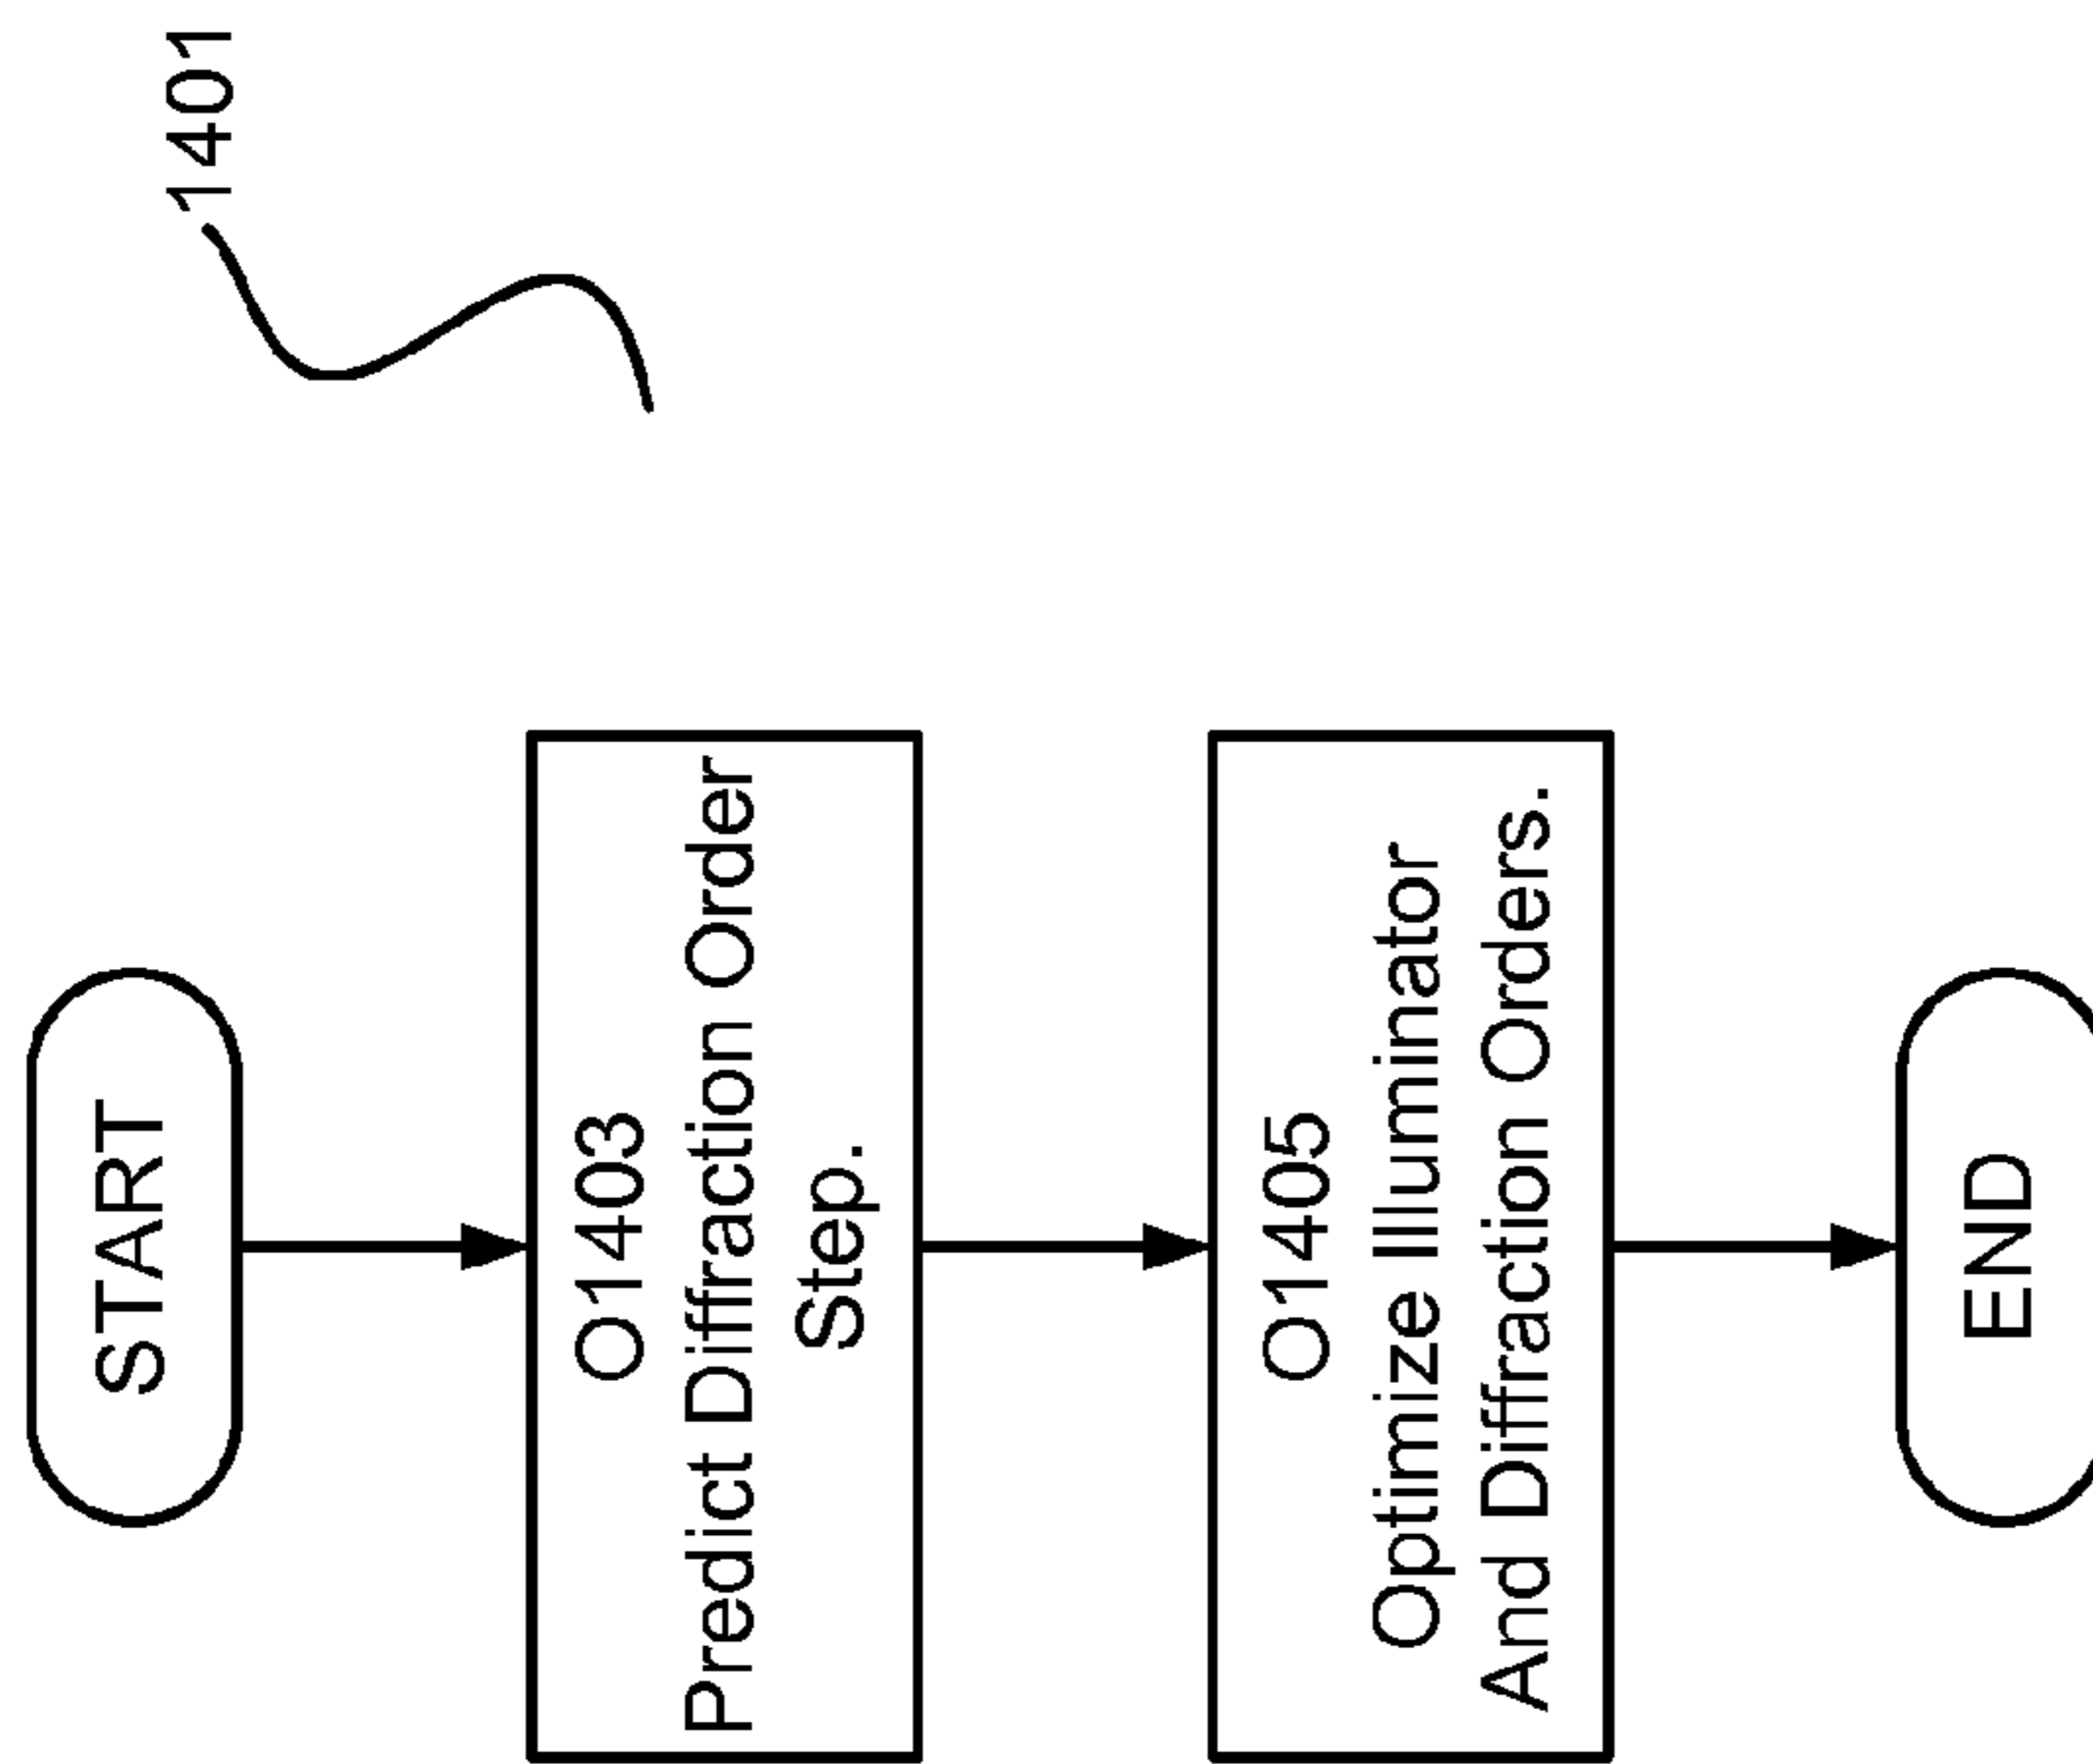 1401
START
O1403
Predict Diffraction Order
Step.
O1405
Optimize Illuminator
And Diffraction Orders.
END